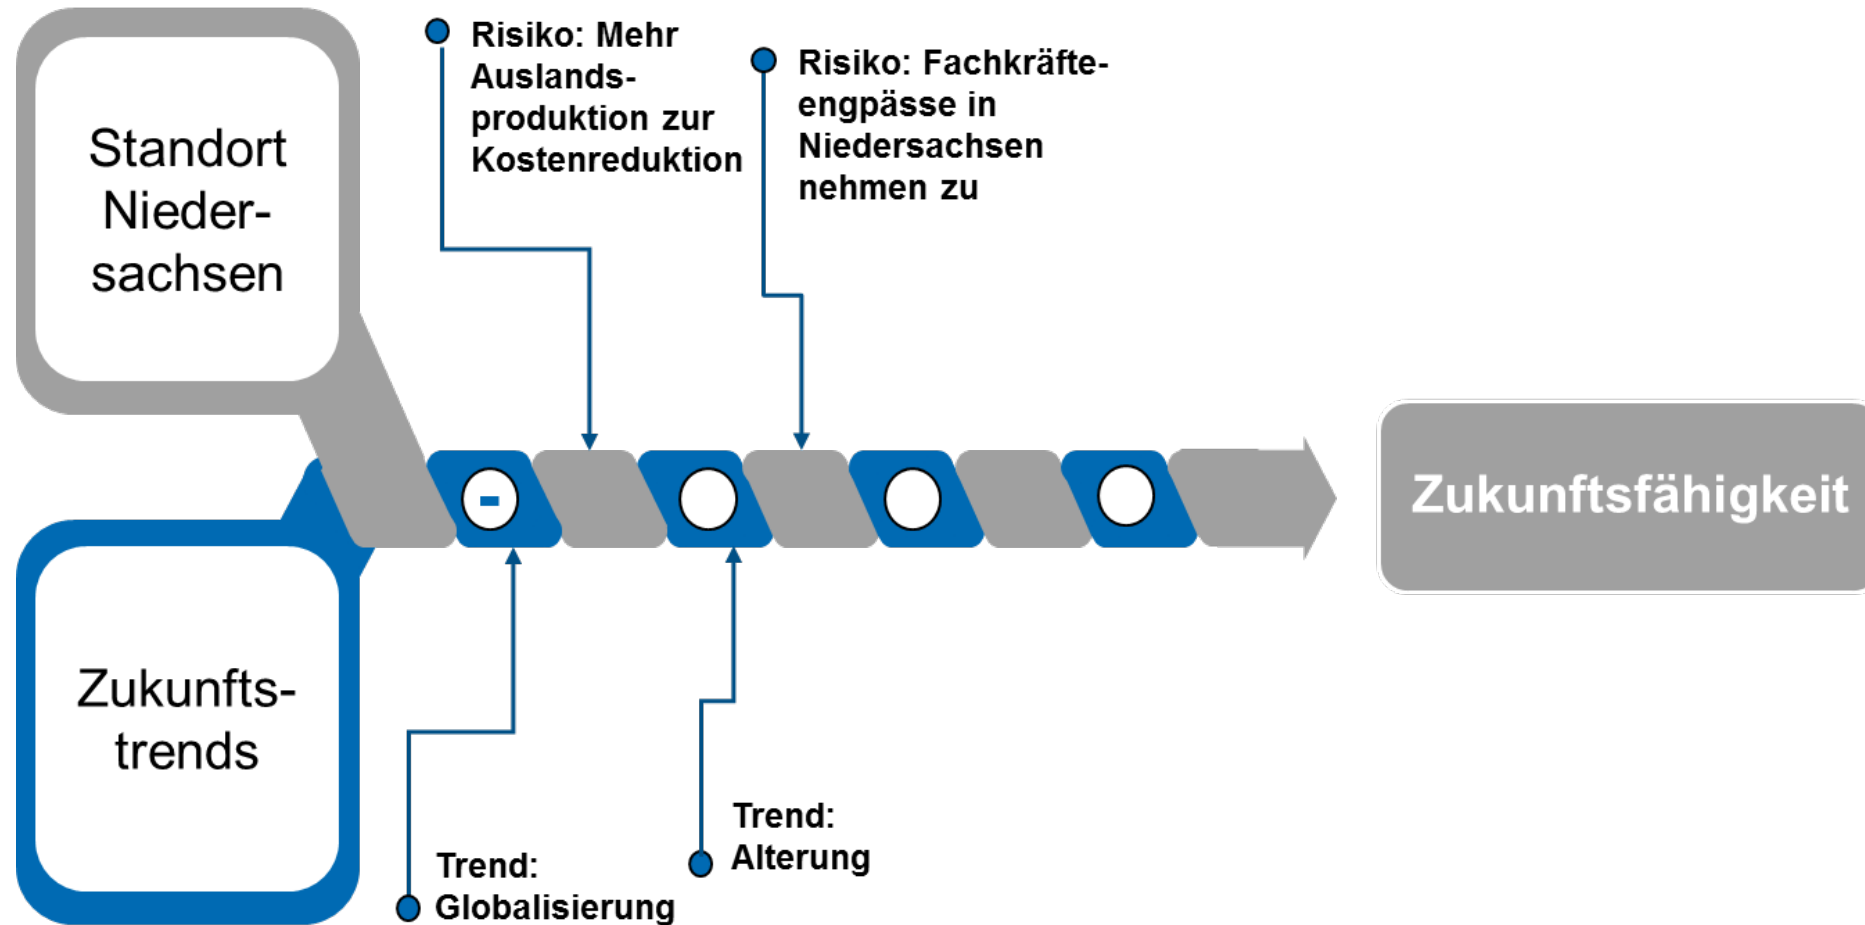 Standort
Nieder-
sachsen
Risiko: Mehr
Auslands-
produktion zur
Kostenreduktion
Risiko: Fachkräfte-
engpässe in
Niedersachsen
nehmen zu
-
Zukunftsfähigkeit
Zukunfts-
trends
Trend:
Globalisierung
Trend:
Alterung